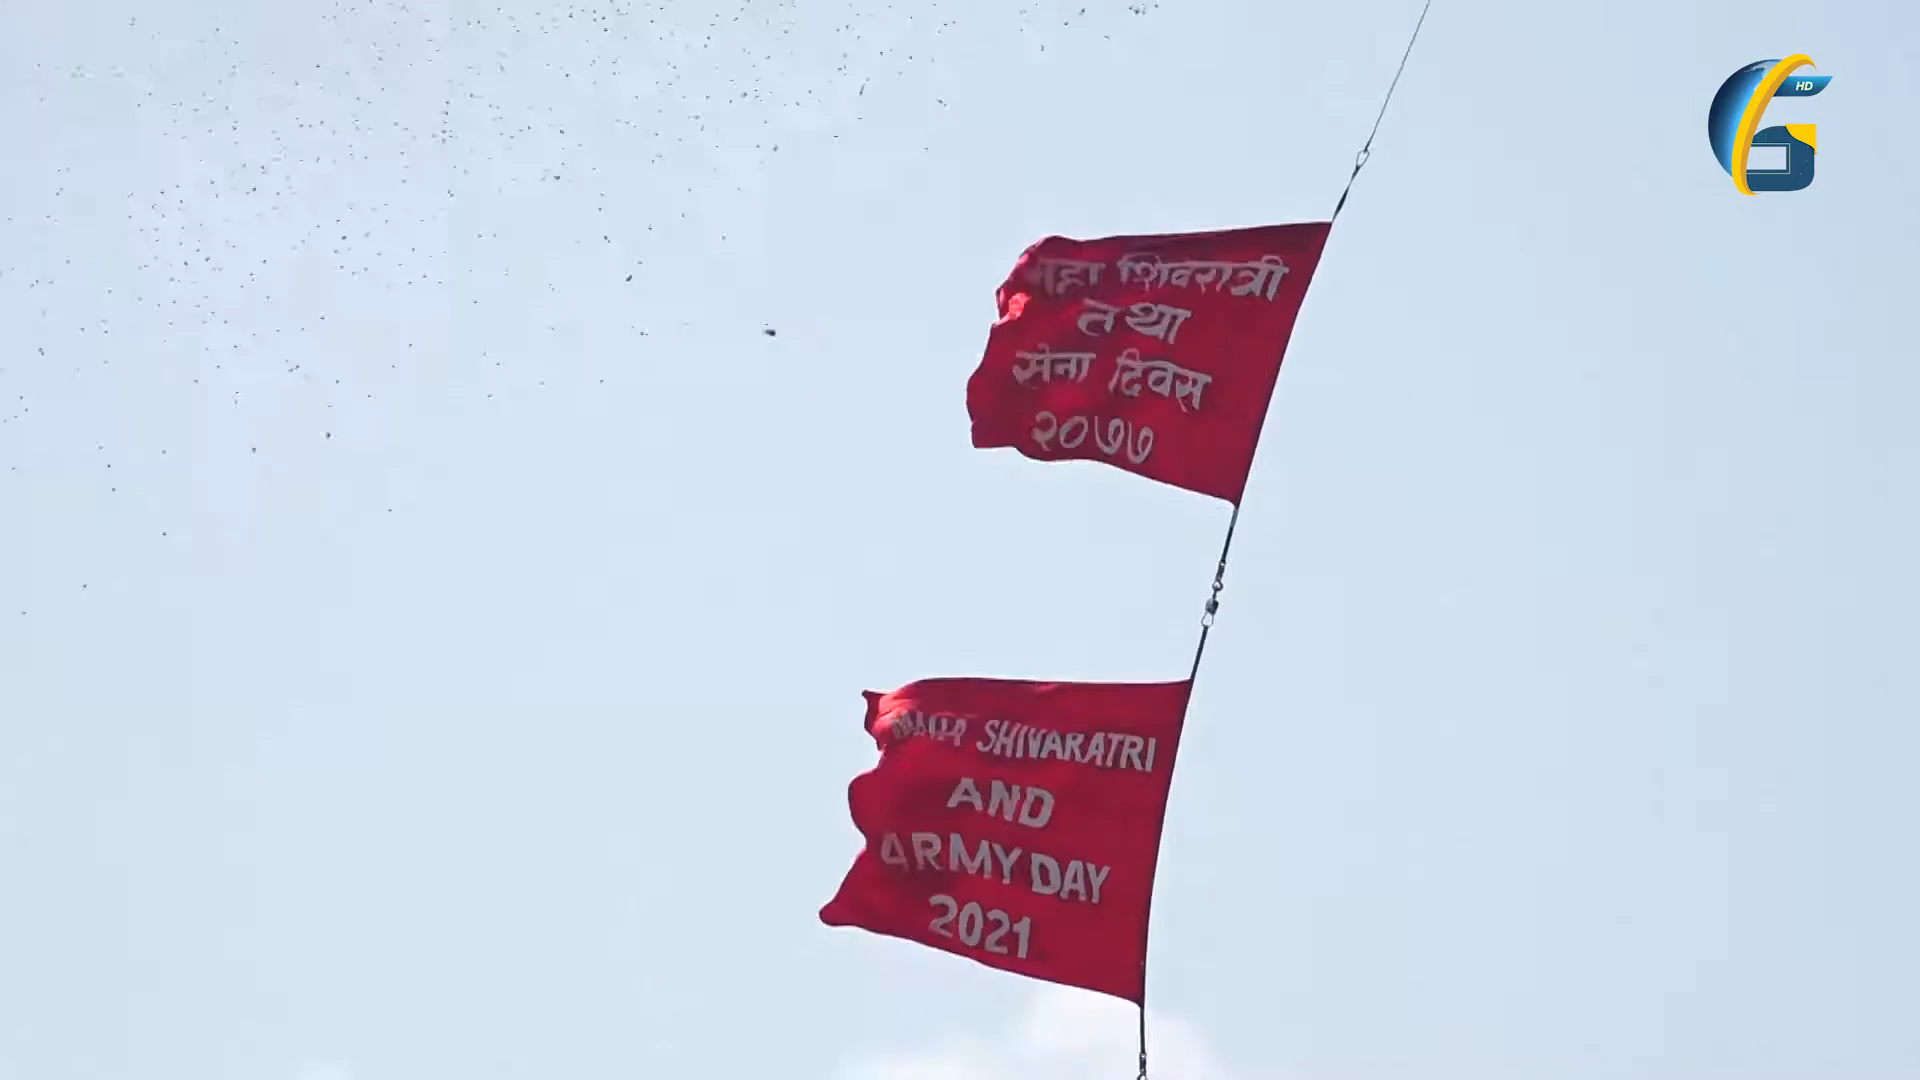 HD
महा शिवरात्री
तथा
सेना दिवस
२०७७
SHIVARATRI
AND
ARMY DAY
2021